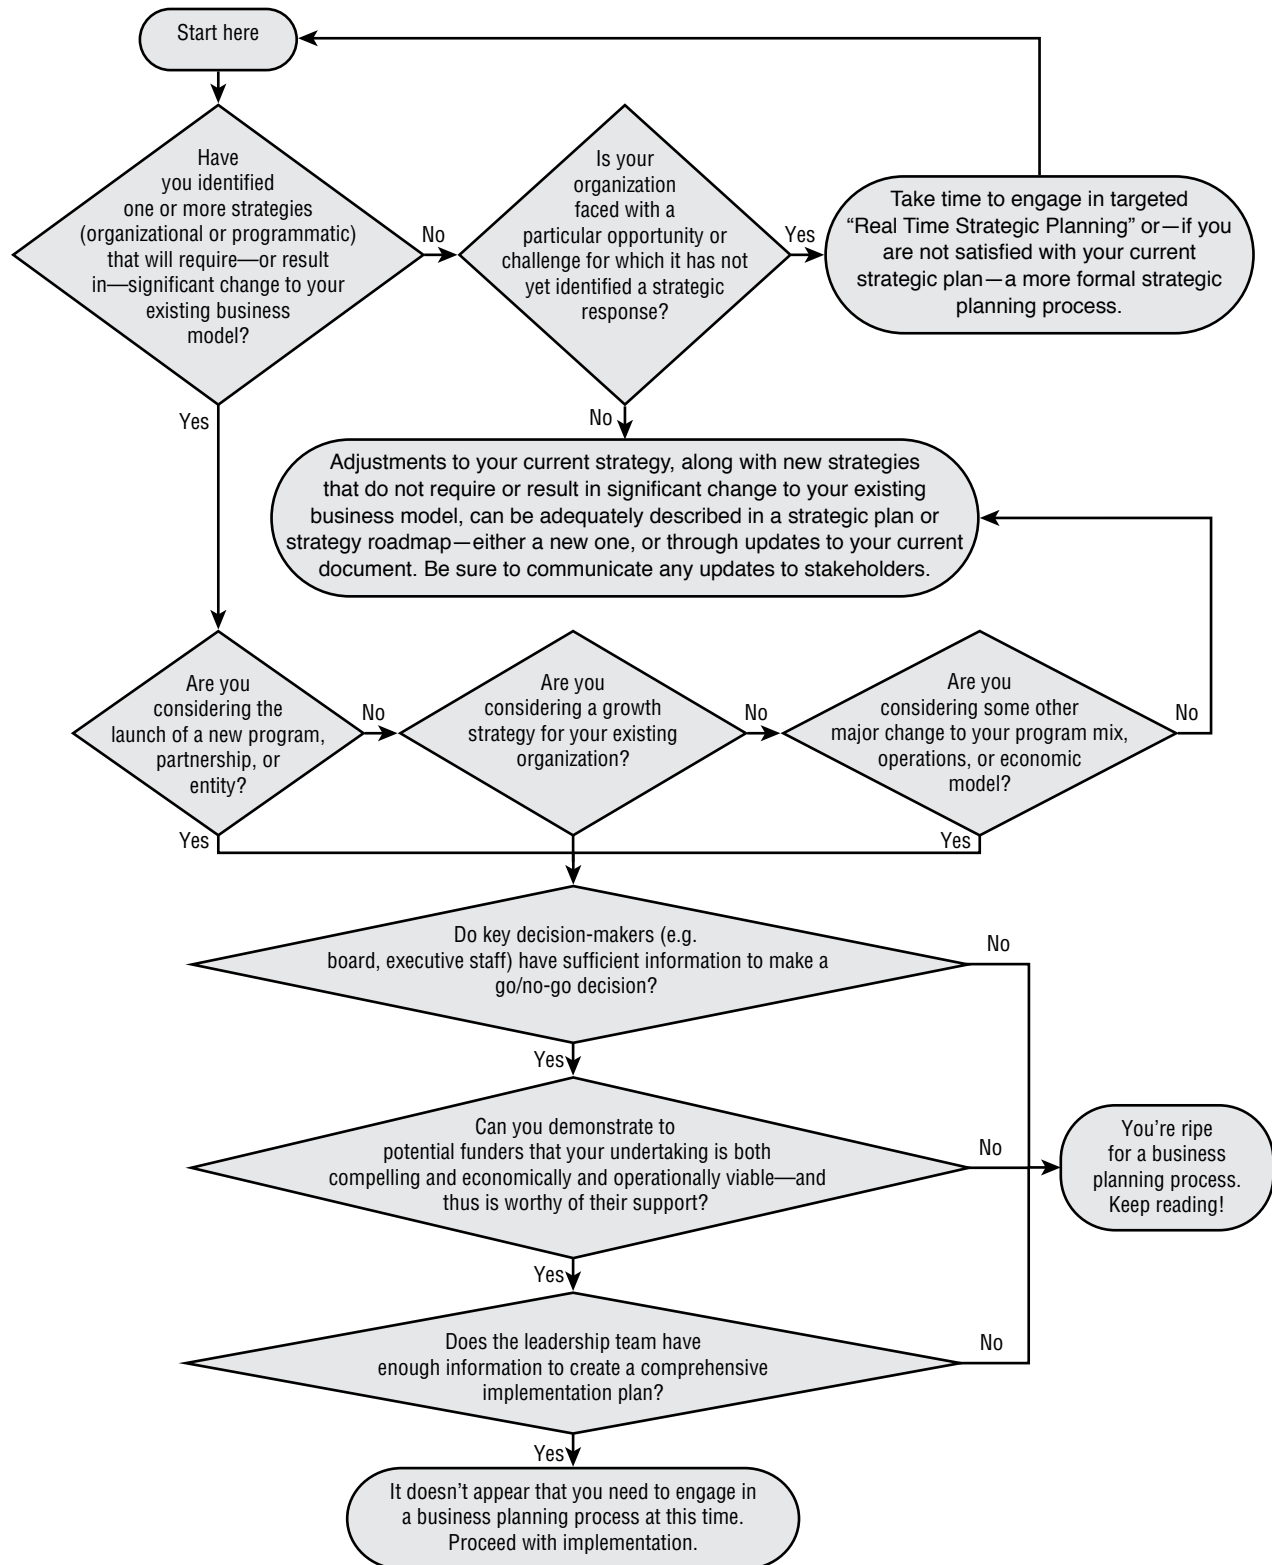 Start here
Have
you identified
one or more strategies
(organizational or programmatic)
that will require—or result
in—significant change to your
existing business
model?
No
Is your
organization
faced with a
particular opportunity or
challenge for which it has not
yet identified a strategic
response?
Yes
Take time to engage in targeted
“Real Time Strategic Planning” or—if you
are not satisfied with your current
strategic plan—a more formal strategic
planning process.
Yes
No
Adjustments to your current strategy, along with new strategies
that do not require or result in significant change to your existing
business model, can be adequately described in a strategic plan or
strategy roadmap—either a new one, or through updates to your current
document. Be sure to communicate any updates to stakeholders.
Are you
considering the
launch of a new program,
partnership, or
entity?
No
Are you
considering a growth
strategy for your existing
organization?
No
Are you
considering some other
major change to your program mix,
operations, or economic
model?
No
Yes
Yes
Do key decision-makers (e.g.
board, executive staff) have sufficient information to make a
go/no-go decision?
No
Yes
Can you demonstrate to
potential funders that your undertaking is both
compelling and economically and operationally viable—and
thus is worthy of their support?
No
You’re ripe
for a business
planning process.
Keep reading!
Yes
Does the leadership team have
enough information to create a comprehensive
implementation plan?
No
Yes
It doesn’t appear that you need to engage in
a business planning process at this time.
Proceed with implementation.